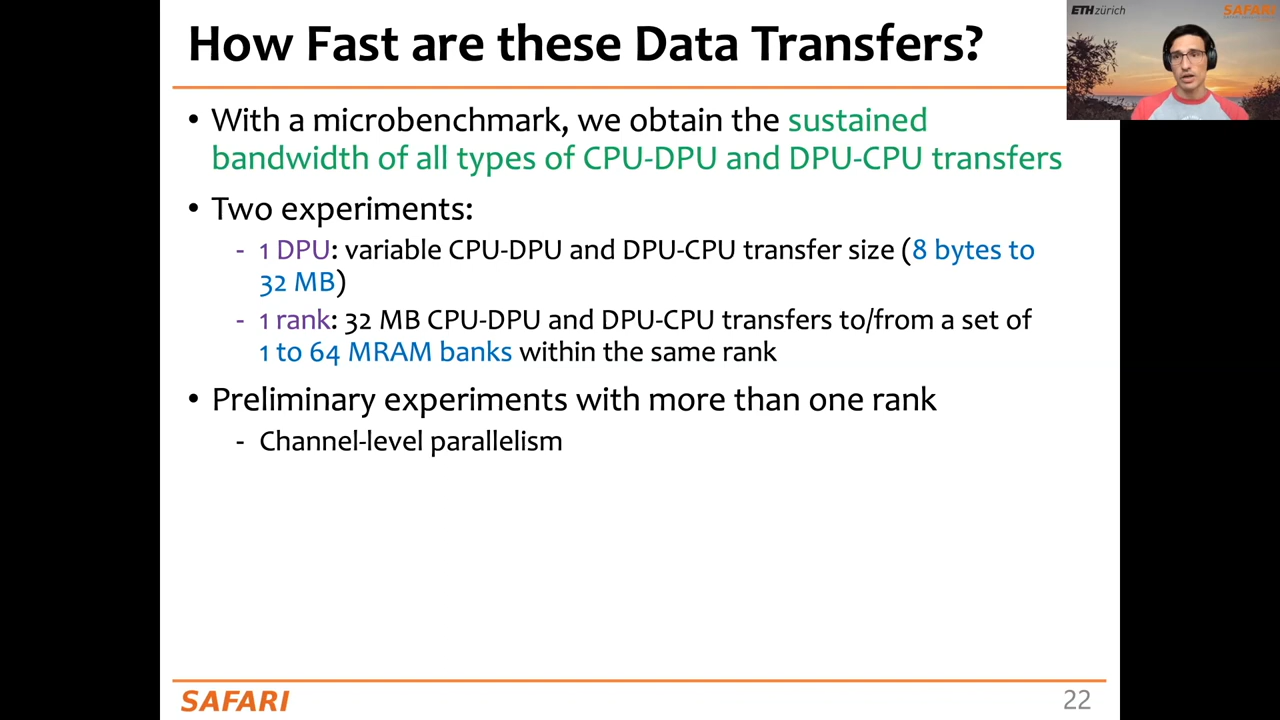 How Fast are these Data Transfers?
ETH zürich
SAFARI
• With a microbenchmark, we obtain the sustained
bandwidth of all types of CPU-DPU and DPU-CPU transfers
• Two experiments:
- 1 DPU: variable CPU-DPU and DPU-CPU transfer size (8 bytes to
32 MB)
- 1 rank: 32 MB CPU-DPU and DPU-CPU transfers to/from a set of
1 to 64 MRAM banks within the same rank
• Preliminary experiments with more than one rank
- Channel-level parallelism
SAFARI
22